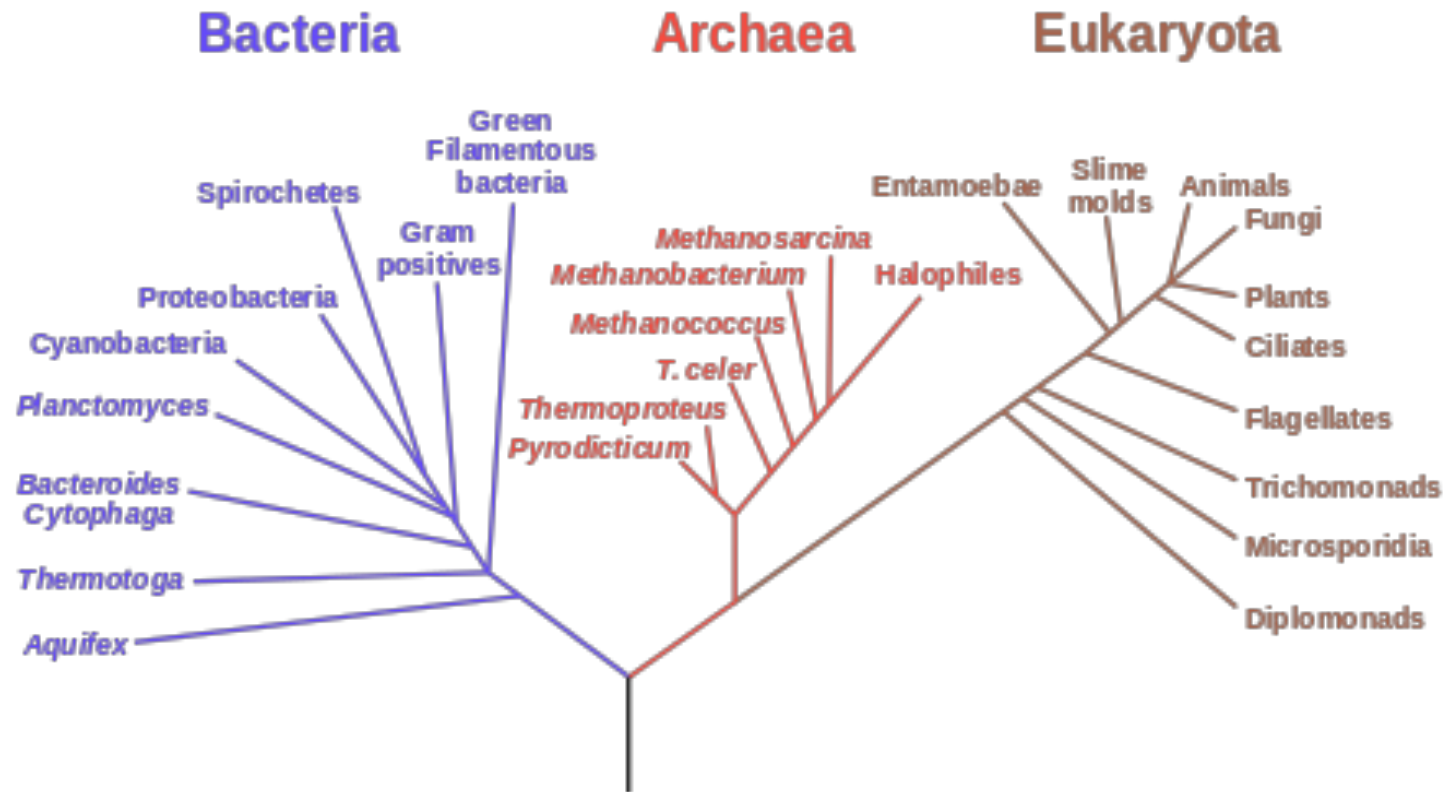 Bacteria
Archaea
Eukaryota
Green
Filamentous
bacteria
Spirochetes
Gram
positives
Proteobacteria
Cyanobacteria
Planctomyces
Bacteroides
Cytophaga
Thermotoga
Aquifex
Methanosarcina
Methanobacterium
Halophiles
Methanococcus
T. celer
Thermoproteus
Pyrodicticum
Entamoebae
Slime
molds
Animals
Fungi
Plants
Ciliates
Flagellates
Trichomonads
Microsporidia
Diplomonads